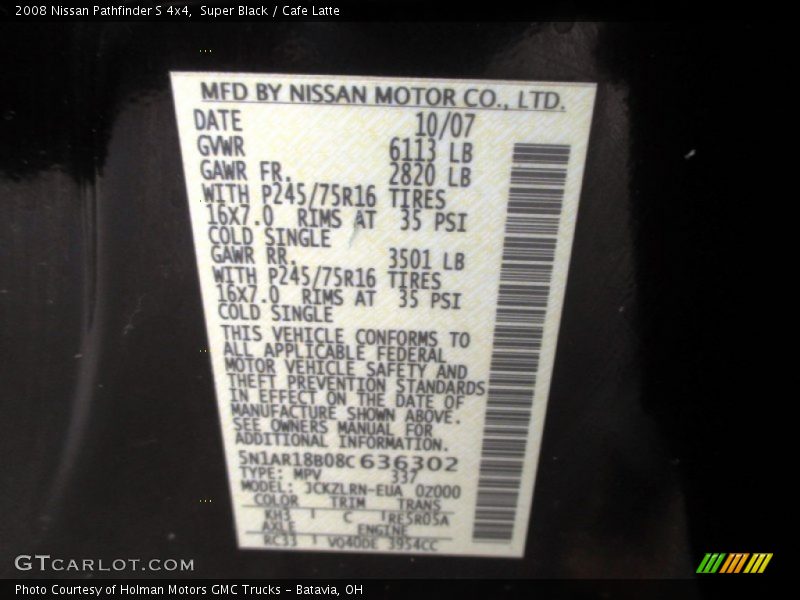 2008 Nissan Pathfinder S 4x4, Super Black / Cafe Latte
MFD BY NISSAN MOTOR CO., LTD.
DATE 10/07
GVWR 6113 LB
GAWR FR. 2820 LB
WITH P245/75R16 TIRES
16X7.0 RIMS AT 35 PSI
COLD SINGLE
GAWR RR. 3501 LB
WITH P245/75R16 TIRES
16X7.0 RIMS AT 35 PSI
COLD SINGLE
THIS VEHICLE CONFORMS TO
ALL APPLICABLE FEDERAL
MOTOR VEHICLE SAFETY AND
THEFT PREVENTION STANDARDS
IN EFFECT ON THE DATE OF
MANUFACTURE SHOWN ABOVE.
SEE OWNERS MANUAL FOR
ADDITIONAL INFORMATION.
5N1AR18B08C636302
TYPE: MPV 337
MODEL: JCKZLRN-EUA 0Z000
COLOR TRIM TRANS
KH3 C RE5R05A
AXLE ENGINE
RC33 VQ40DE 3954CC
GTcarlot.com
Photo Courtesy of Holman Motors GMC Trucks - Batavia, OH